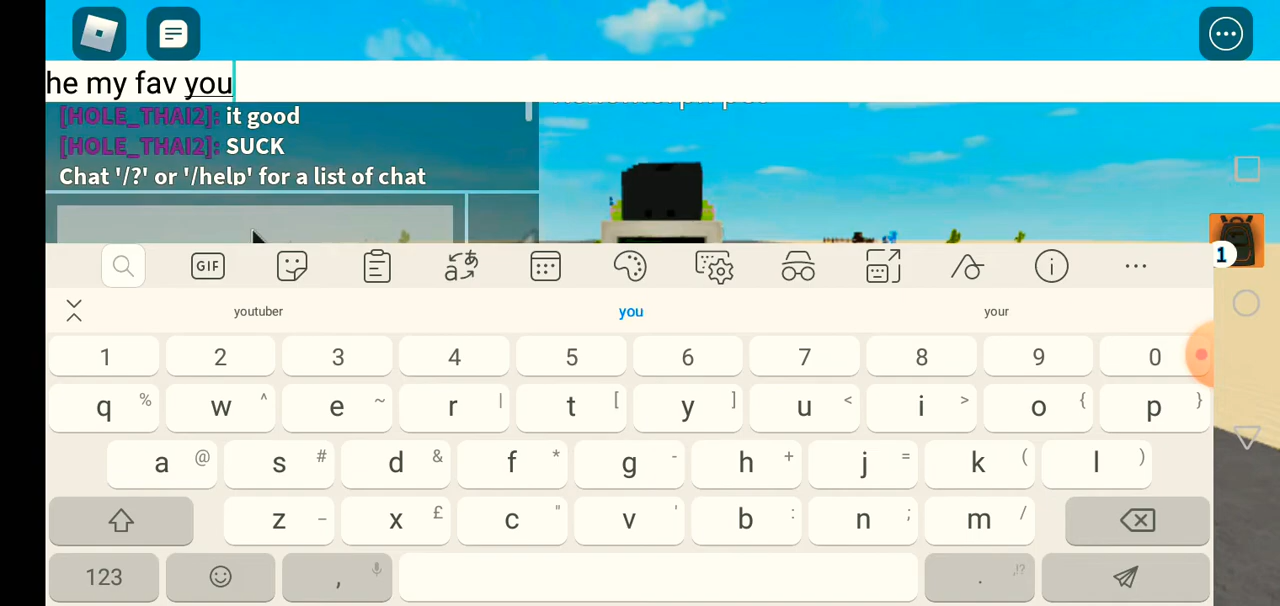 he my fav you
[HOLE_THAI2]: it good
[HOLE_THAI2]: SUCK
Chat '/?' or '/help' for a list of chat
GIF
youtuber you your
1 2 3 4 5 6 7 8 9 0
q % w ^ e ~ r | t [ y ] u < i > o { p }
a @ s # d & f * g - h + j = k ( l )
z _ x £ c " v ' b : n ; m /
123 , . ,!?
1